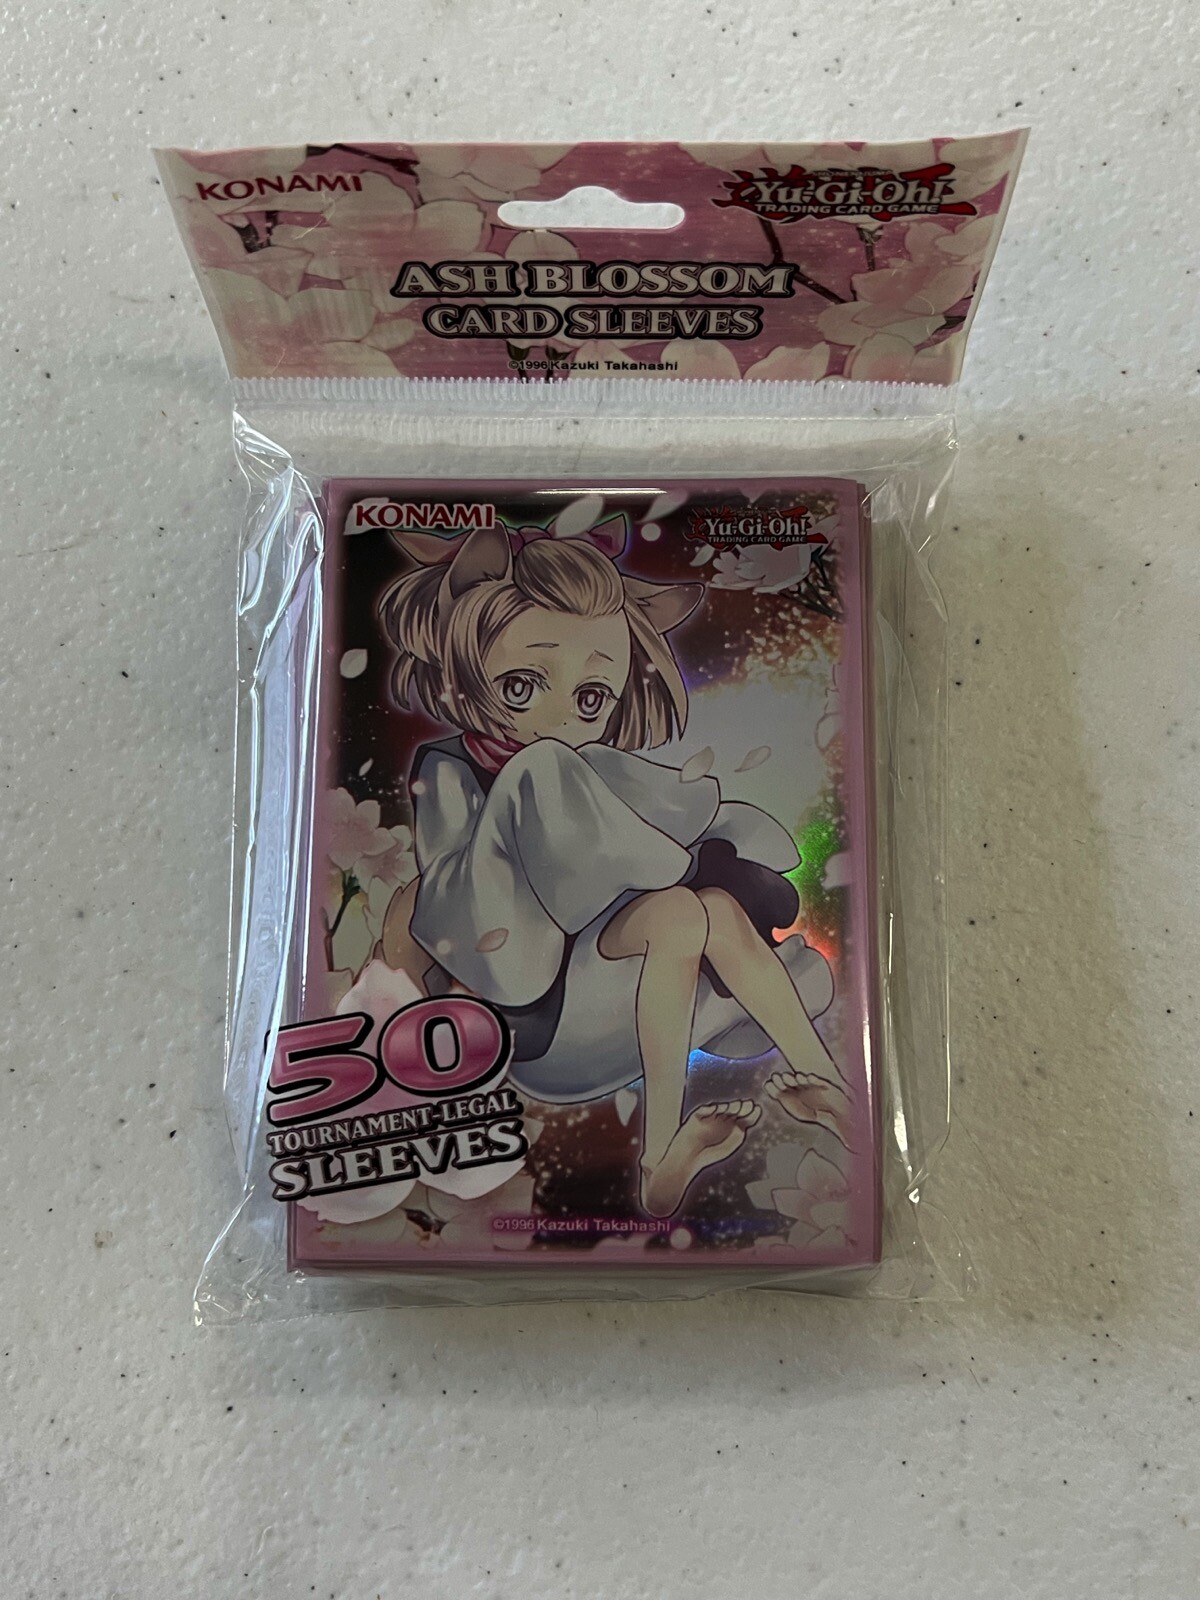 KONAMI
Yu-Gi-Oh!
TRADING CARD GAME
ASH BLOSSOM
CARD SLEEVES
©1996 Kazuki Takahashi
KONAMI
Yu-Gi-Oh!
TRADING CARD GAME
50
TOURNAMENT-LEGAL
SLEEVES
©1996 Kazuki Takahashi